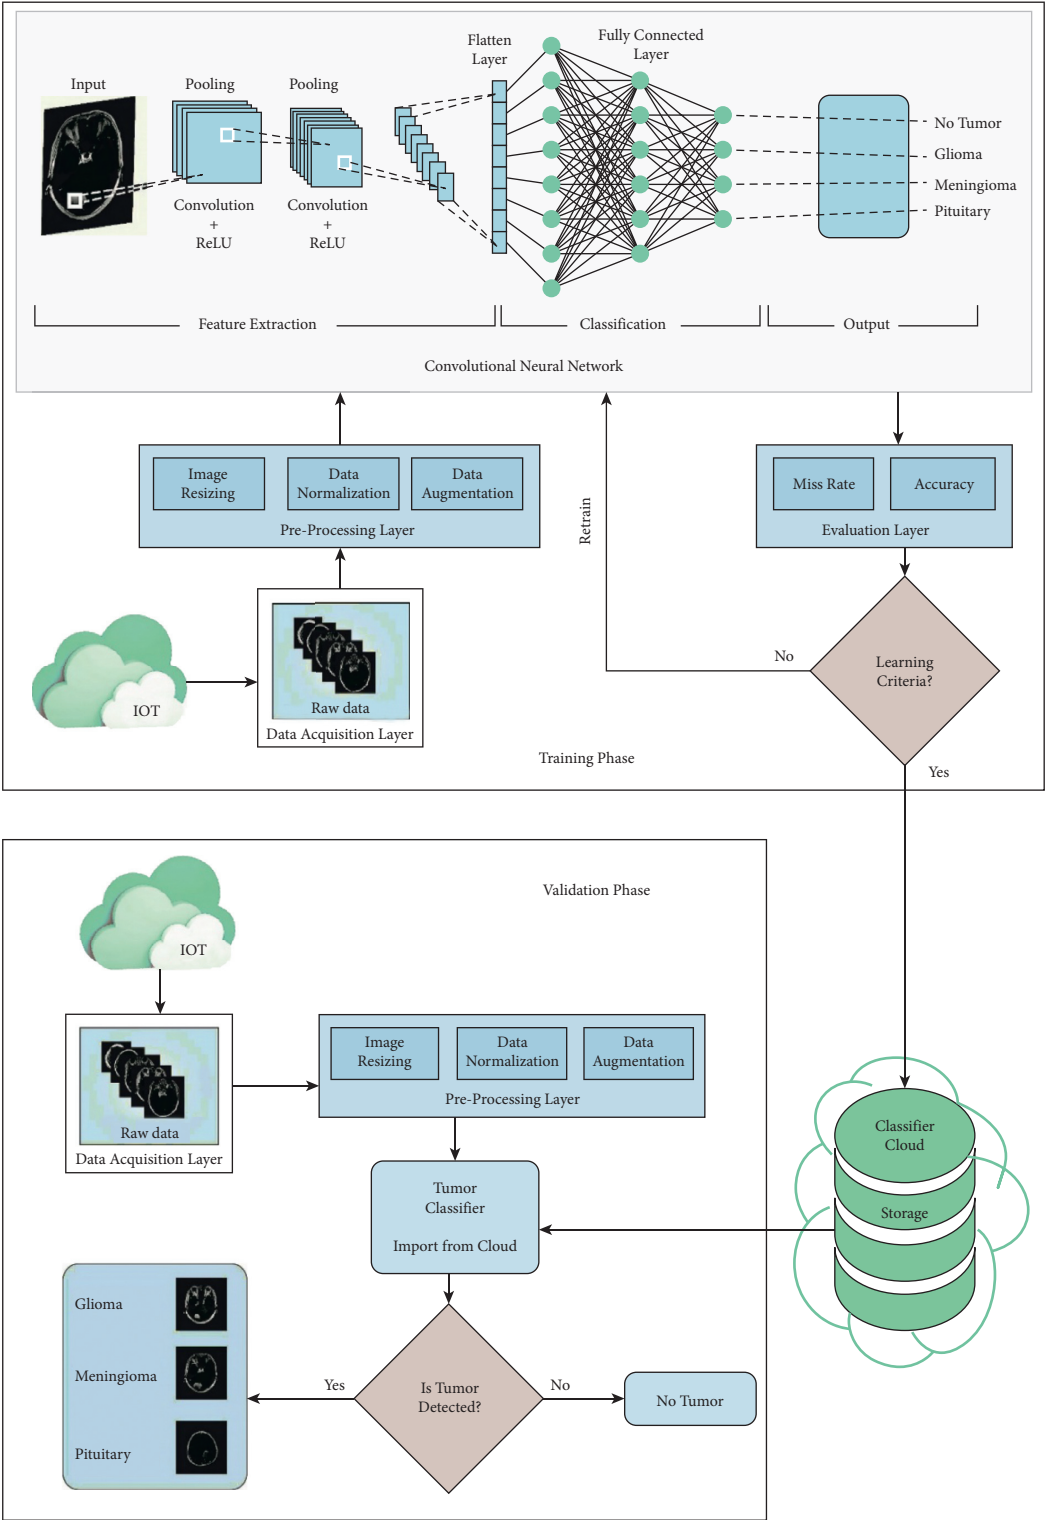 Flatten
Layer
Fully Connected
Layer
Input
Pooling
Pooling
Convolution
+
ReLU
Convolution
+
ReLU
No Tumor
Glioma
Meningioma
Pituitary
Feature Extraction
Classification
Output
Convolutional Neural Network
Image
Resizing
Data
Normalization
Data
Augmentation
Pre-Processing Layer
Retrain
Miss Rate
Accuracy
Evaluation Layer
IOT
Raw data
Data Acquisition Layer
No
Learning
Criteria?
Training Phase
Yes
Validation Phase
IOT
Raw data
Data Acquisition Layer
Image
Resizing
Data
Normalization
Data
Augmentation
Pre-Processing Layer
Classifier
Cloud
Storage
Tumor
Classifier
Import from Cloud
Glioma
Meningioma
Pituitary
Yes
Is Tumor
Detected?
No
No Tumor